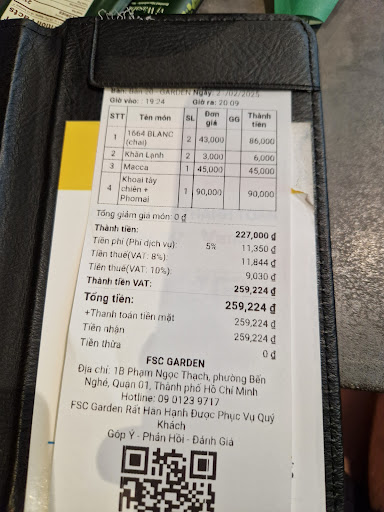 Bàn: Bàn 20 - GARDEN Ngày: 2 /02/2025
Giờ vào: : 19:24 Giờ ra: 20:09
STT Tên món SL Đơn giá GG Thành tiền
1 1664 BLANC (chai) 2 43,000 86,000
2 Khăn Lạnh 2 3,000 6,000
3 Macca 1 45,000 45,000
4 Khoai tây chiên + Phomai 1 90,000 90,000
Tổng giảm giá món: 0 ₫
Thành tiền: 227,000 ₫
Tiền phí (Phí dịch vụ): 5% 11,350 ₫
Tiền thuế(VAT: 8%): 11,844 ₫
Tiền thuế(VAT: 10%): 9,030 ₫
Thành tiền VAT: 259,224 ₫
Tổng tiền: 259,224 ₫
+Thanh toán tiền mặt 259,224 ₫
Tiền nhận 259,224 ₫
Tiền thừa 0 ₫
FSC GARDEN
Địa chỉ: 1B Phạm Ngọc Thạch, phường Bến
Nghé, Quận 01, Thành phố Hồ Chí Minh
Hotline: 09 0123 9717
FSC Garden Rất Hân Hạnh Được Phục Vụ Quý
Khách
Góp Ý - Phản Hồi - Đánh Giá